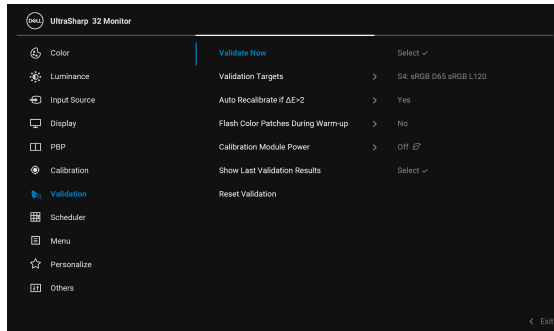 DELL UltraSharp 32 Monitor
Color
Luminance
Input Source
Display
PBP
Calibration
Validation
Scheduler
Menu
Personalize
Others
Validate Now Select
Validation Targets S4: sRGB D65 sRGB L120
Auto Recalibrate if ΔE>2 Yes
Flash Color Patches During Warm-up No
Calibration Module Power Off
Show Last Validation Results Select
Reset Validation
Exit